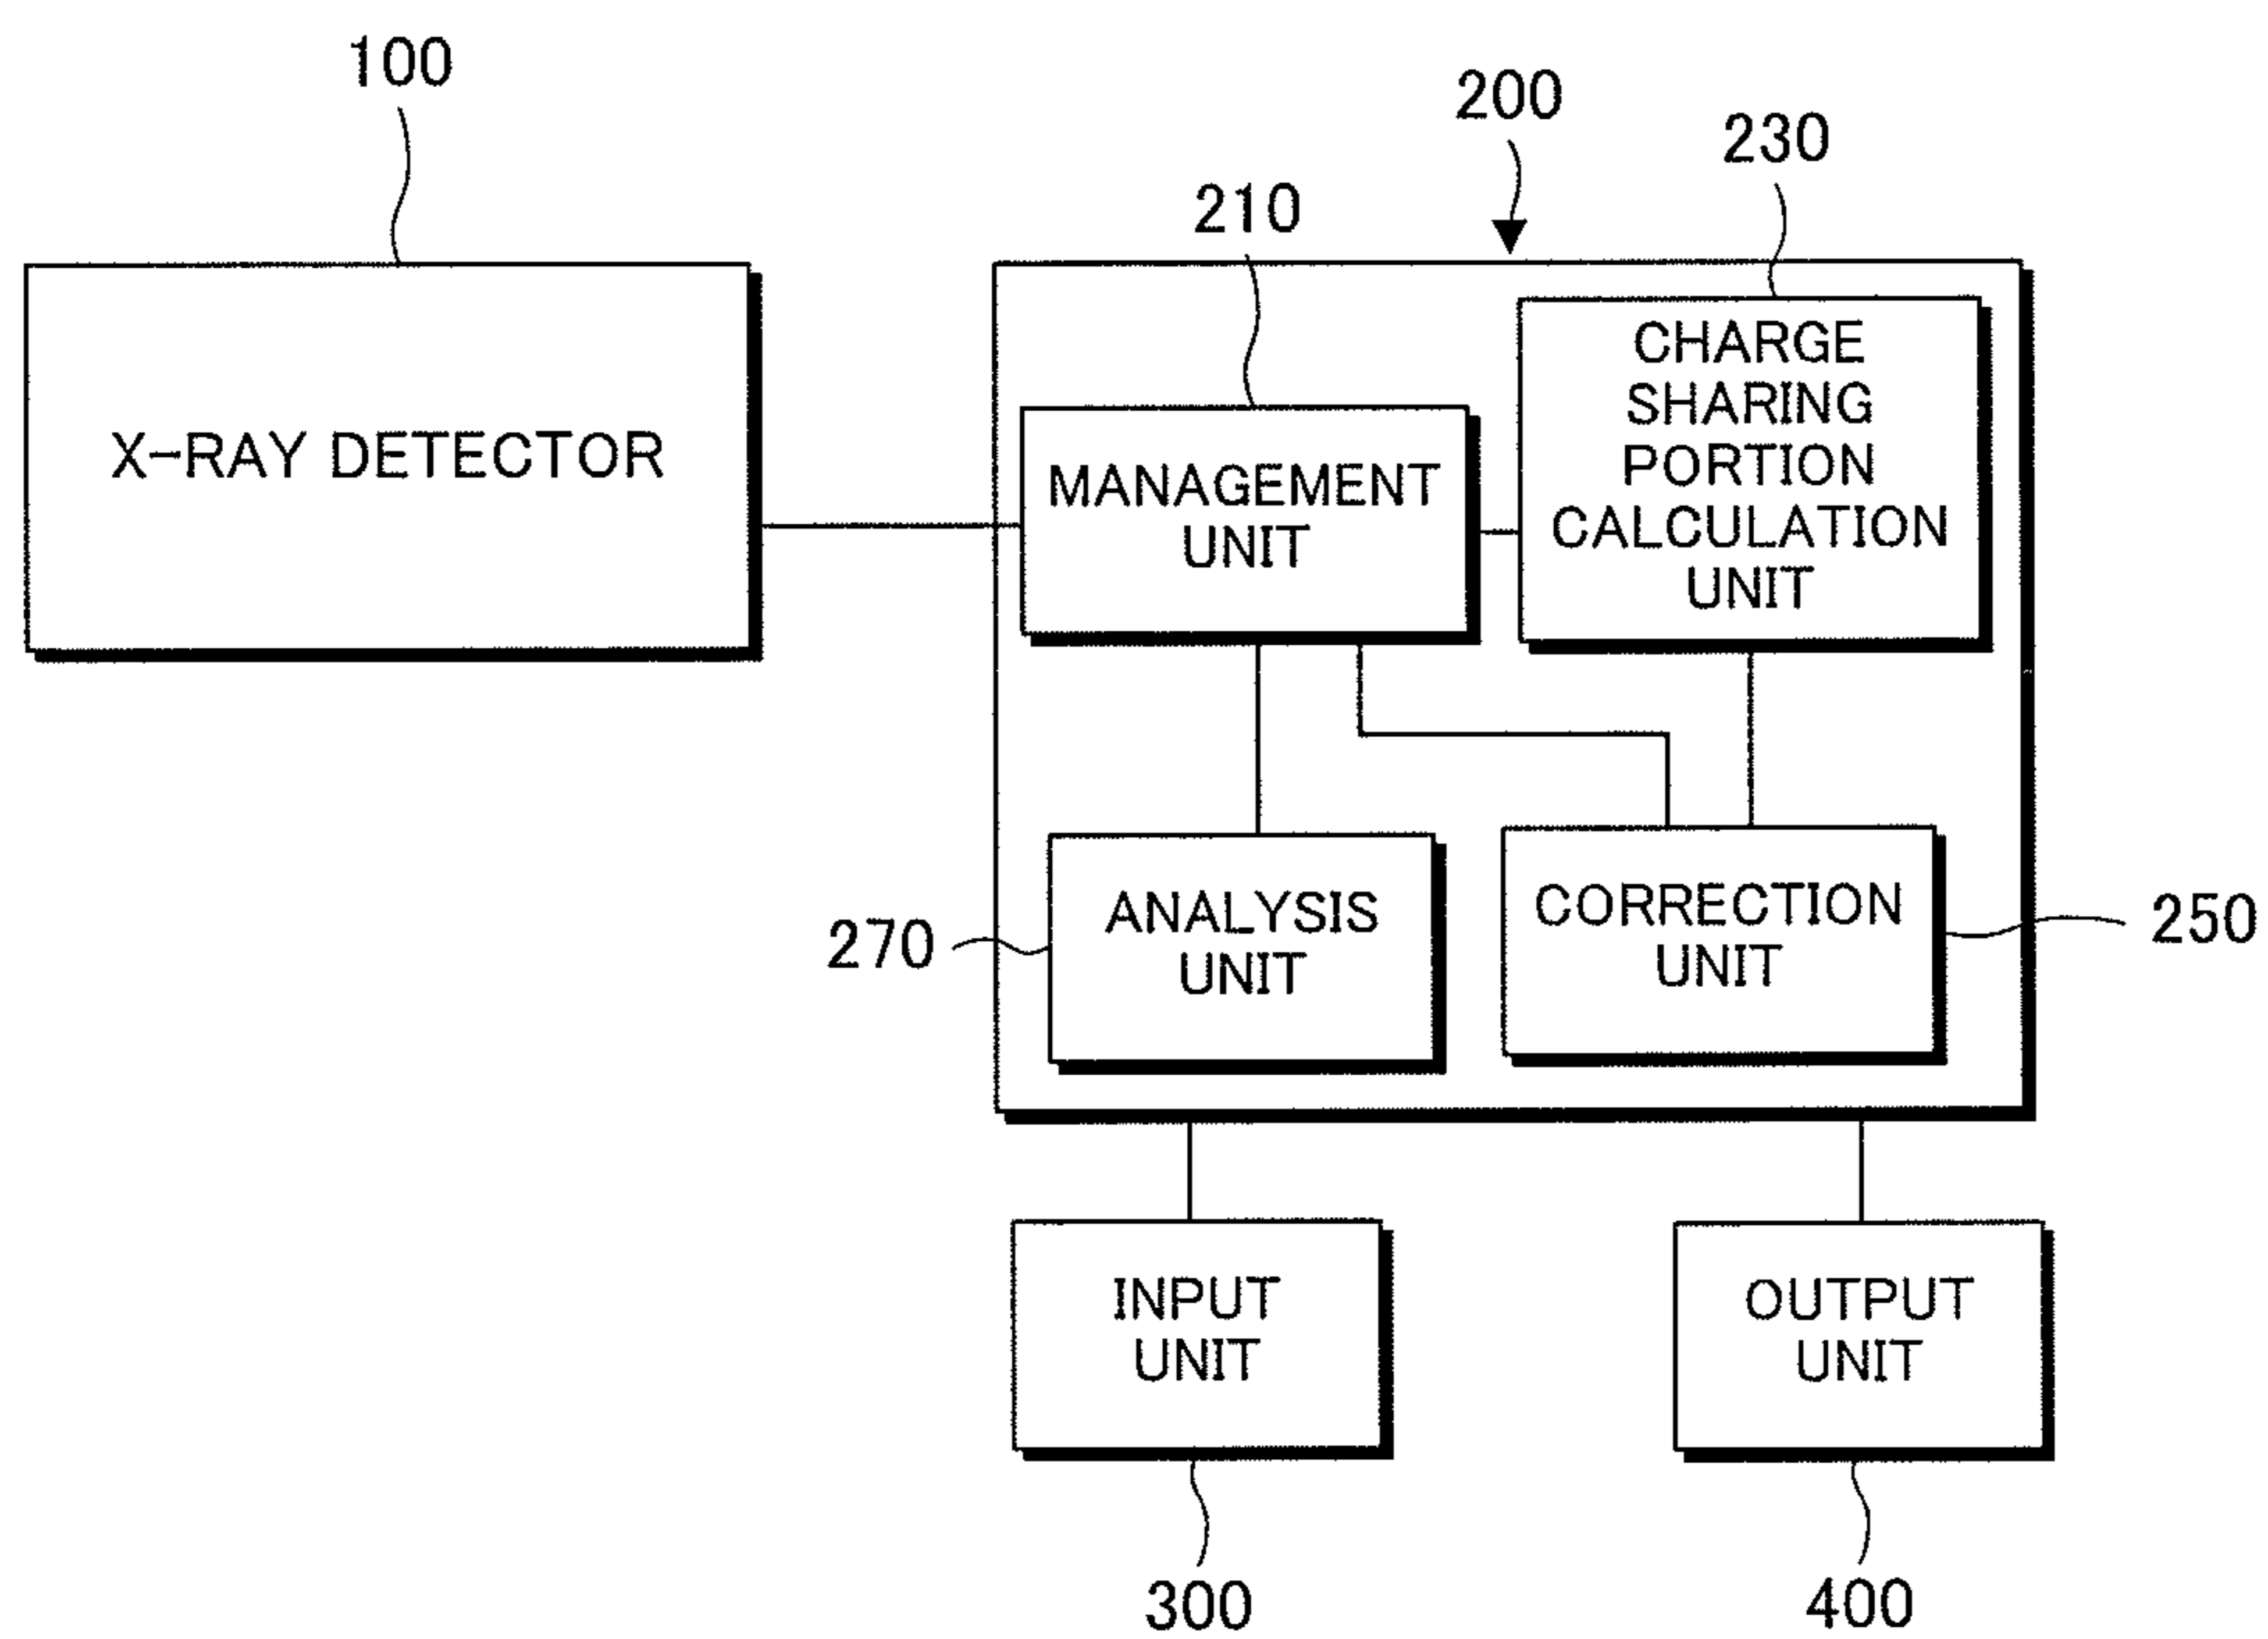 100
200
230
210
X-RAY DETECTOR
MANAGEMENT
UNIT
CHARGE
SHARING
PORTION
CALCULATION
UNIT
270
ANALYSIS
UNIT
CORRECTION
UNIT
250
INPUT
UNIT
OUTPUT
UNIT
300
400